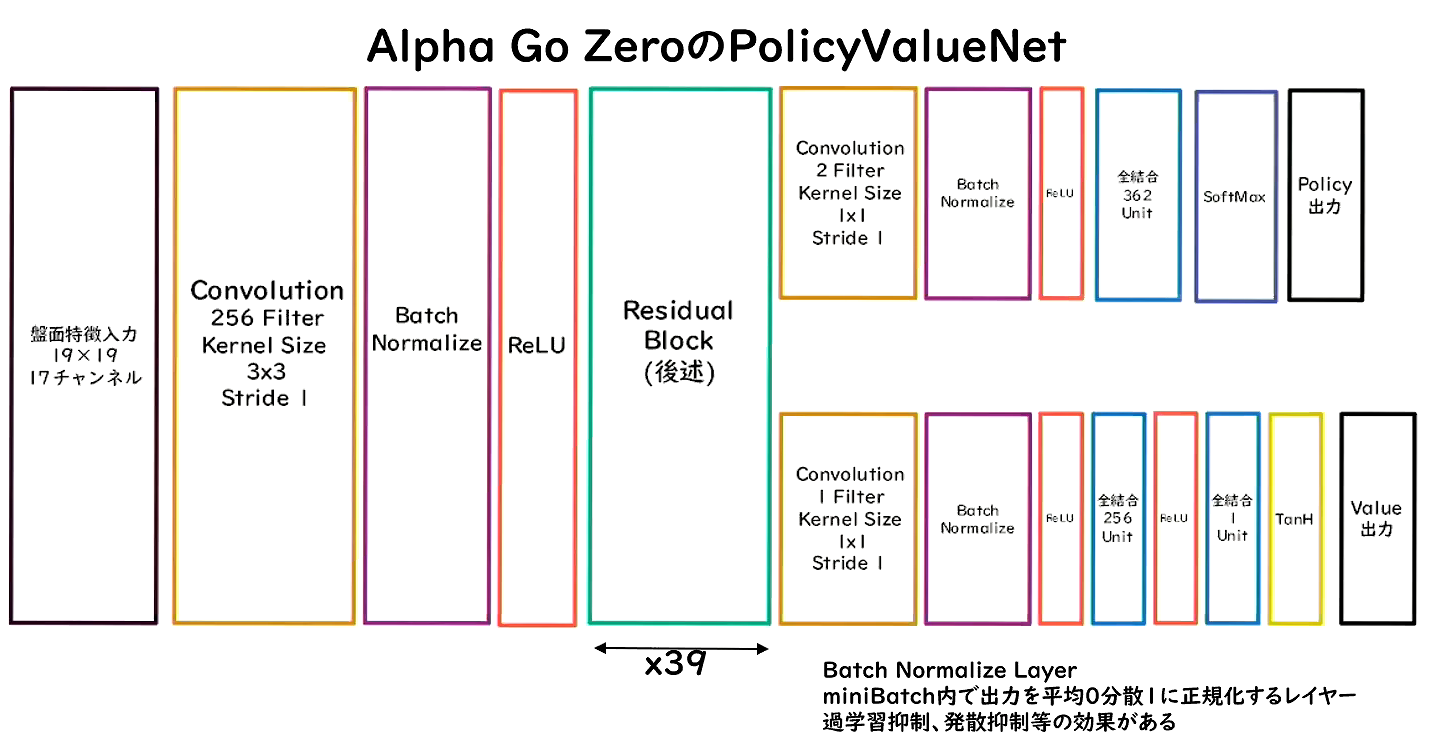 Alpha Go ZeroのPolicyValueNet
盤面特徴入力
19×19
17チャンネル
Convolution
256 Filter
Kernel Size
3x3
Stride 1
Batch
Normalize
ReLU
Residual
Block
(後述)
x39
Convolution
2 Filter
Kernel Size
1x1
Stride 1
Batch
Normalize
ReLU
全結合
362
Unit
SoftMax
Policy
出力
Convolution
1 Filter
Kernel Size
1x1
Stride 1
Batch
Normalize
ReLU
全結合
256
Unit
ReLU
全結合
1
Unit
TanH
Value
出力
Batch Normalize Layer
miniBatch内で出力を平均0分散1に正規化するレイヤー
過学習抑制、発散抑制等の効果がある